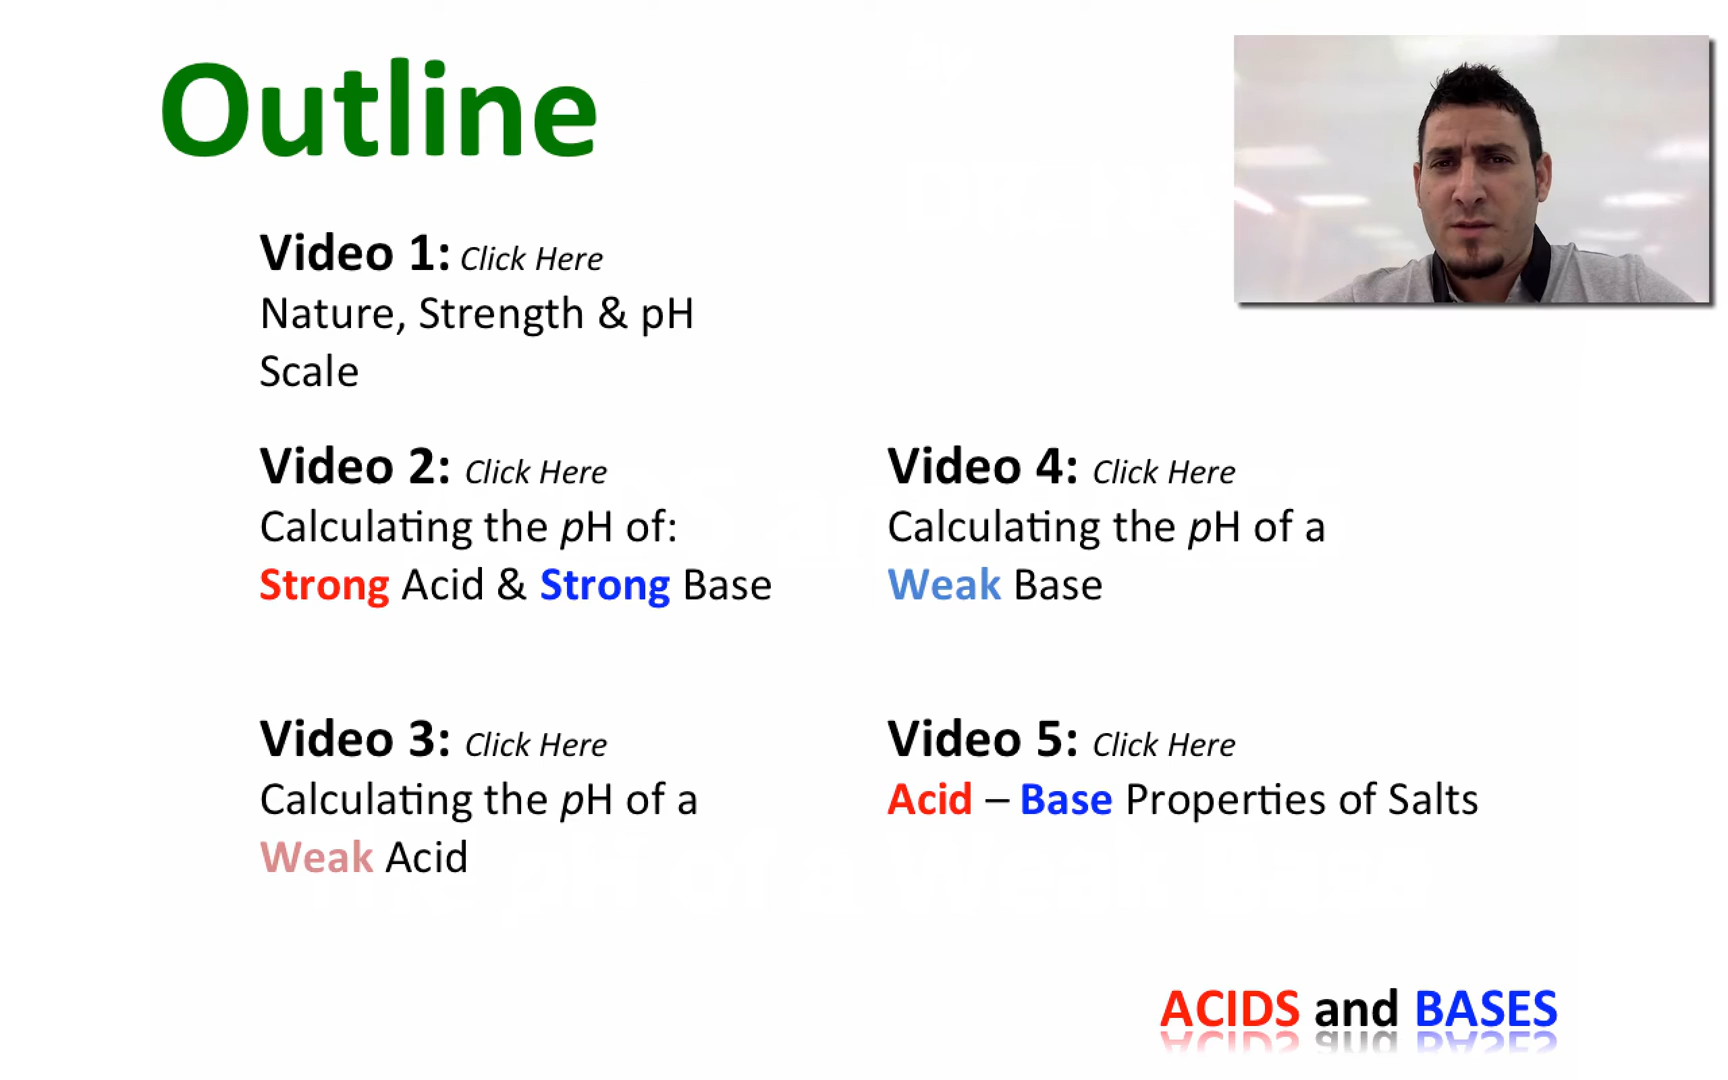 Outline
Video 1: Click Here
Nature, Strength & pH
Scale
Video 2: Click Here
Calculating the pH of:
Strong Acid & Strong Base
Video 3: Click Here
Calculating the pH of a
Weak Acid
Video 4: Click Here
Calculating the pH of a
Weak Base
Video 5: Click Here
Acid – Base Properties of Salts
ACIDS and BASES